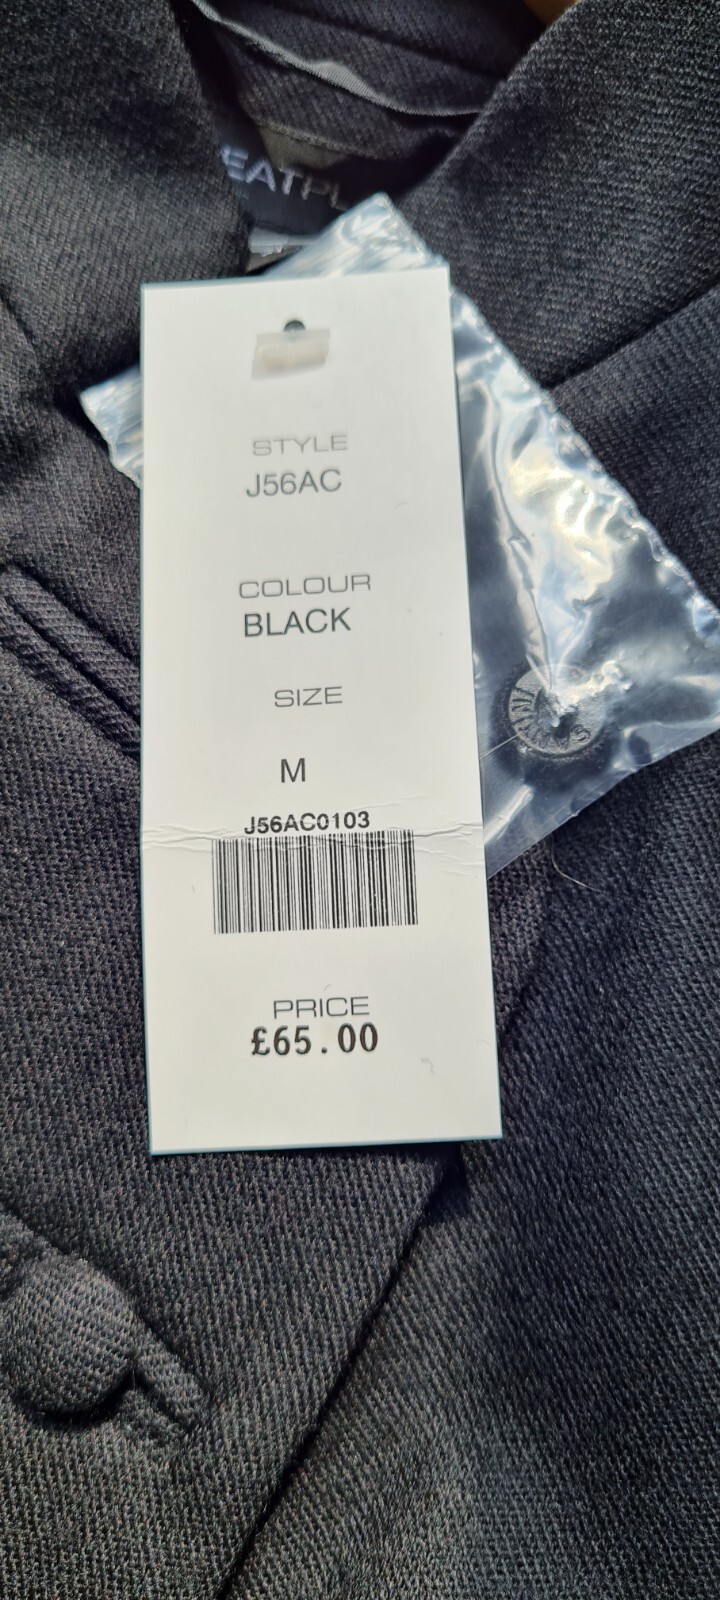 EATPL
STYLE
J56AC
COLOUR
BLACK
SIZE
M
J56AC0103
PRICE
£65.00